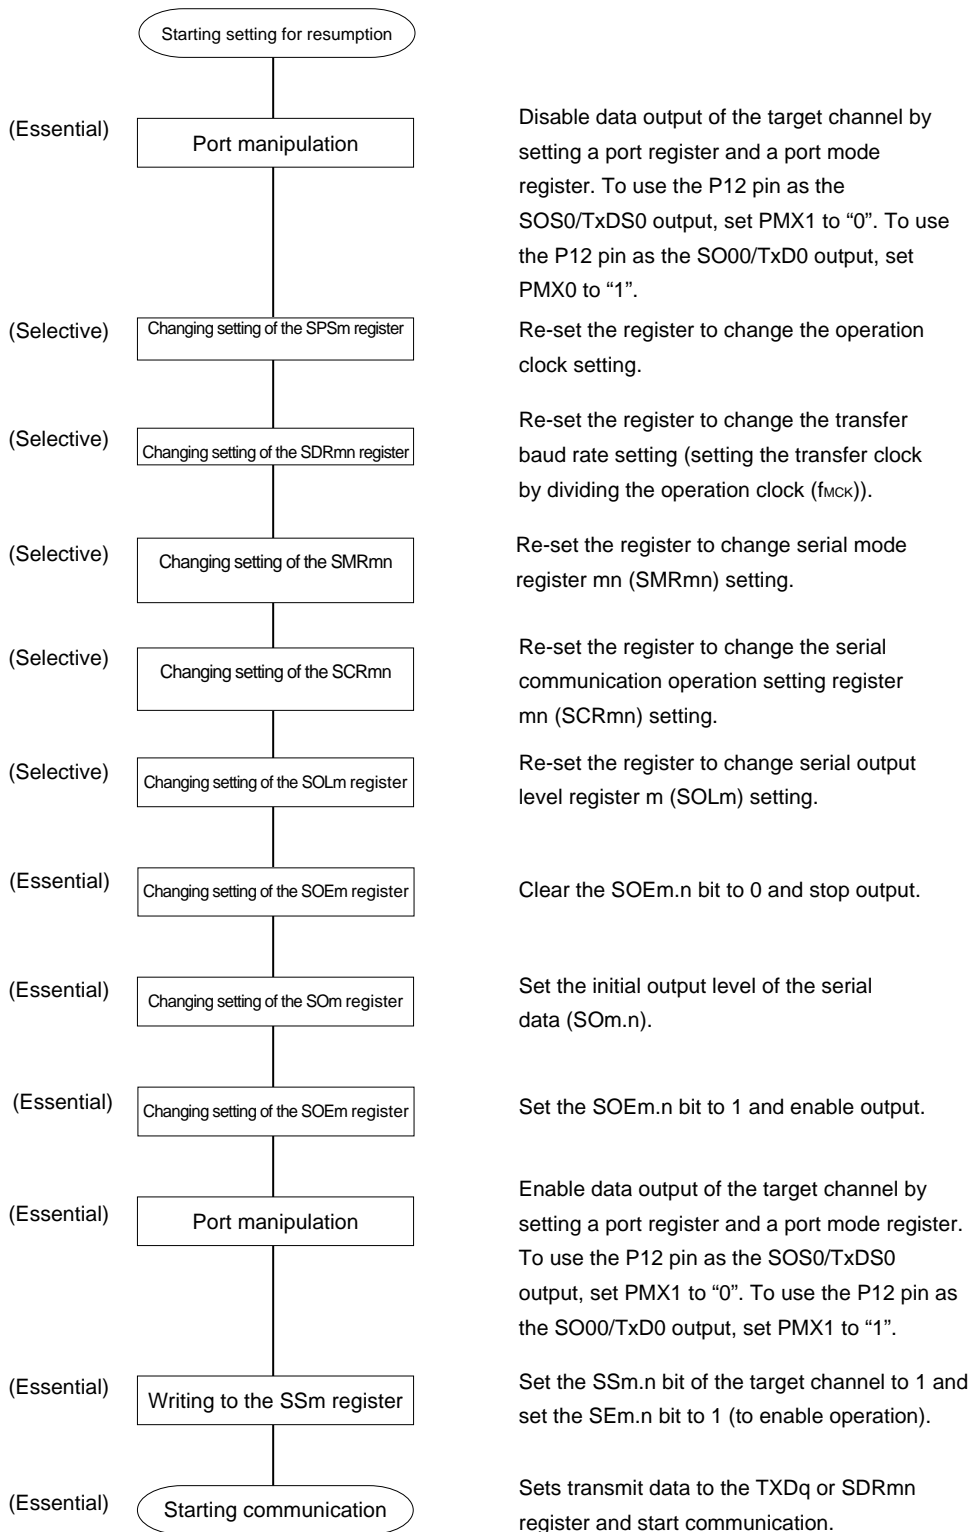 Starting setting for resumption
(Essential)
Port manipulation
Disable data output of the target channel by
setting a port register and a port mode
register. To use the P12 pin as the
SOS0/TxDS0 output, set PMX1 to “0”. To use
the P12 pin as the SO00/TxD0 output, set
PMX0 to “1”.
(Selective)
Changing setting of the SPSm register
Re-set the register to change the operation
clock setting.
(Selective)
Changing setting of the SDRmn register
Re-set the register to change the transfer
baud rate setting (setting the transfer clock
by dividing the operation clock (fMCK)).
(Selective)
Changing setting of the SMRmn
Re-set the register to change serial mode
register mn (SMRmn) setting.
(Selective)
Changing setting of the SCRmn
Re-set the register to change the serial
communication operation setting register
mn (SCRmn) setting.
(Selective)
Changing setting of the SOLm register
Re-set the register to change serial output
level register m (SOLm) setting.
(Essential)
Changing setting of the SOEm register
Clear the SOEm.n bit to 0 and stop output.
(Essential)
Changing setting of the SOm register
Set the initial output level of the serial
data (SOm.n).
(Essential)
Changing setting of the SOEm register
Set the SOEm.n bit to 1 and enable output.
(Essential)
Port manipulation
Enable data output of the target channel by
setting a port register and a port mode register.
To use the P12 pin as the SOS0/TxDS0
output, set PMX1 to “0”. To use the P12 pin as
the SO00/TxD0 output, set PMX1 to “1”.
(Essential)
Writing to the SSm register
Set the SSm.n bit of the target channel to 1 and
set the SEm.n bit to 1 (to enable operation).
(Essential)
Starting communication
Sets transmit data to the TXDq or SDRmn
register and start communication.